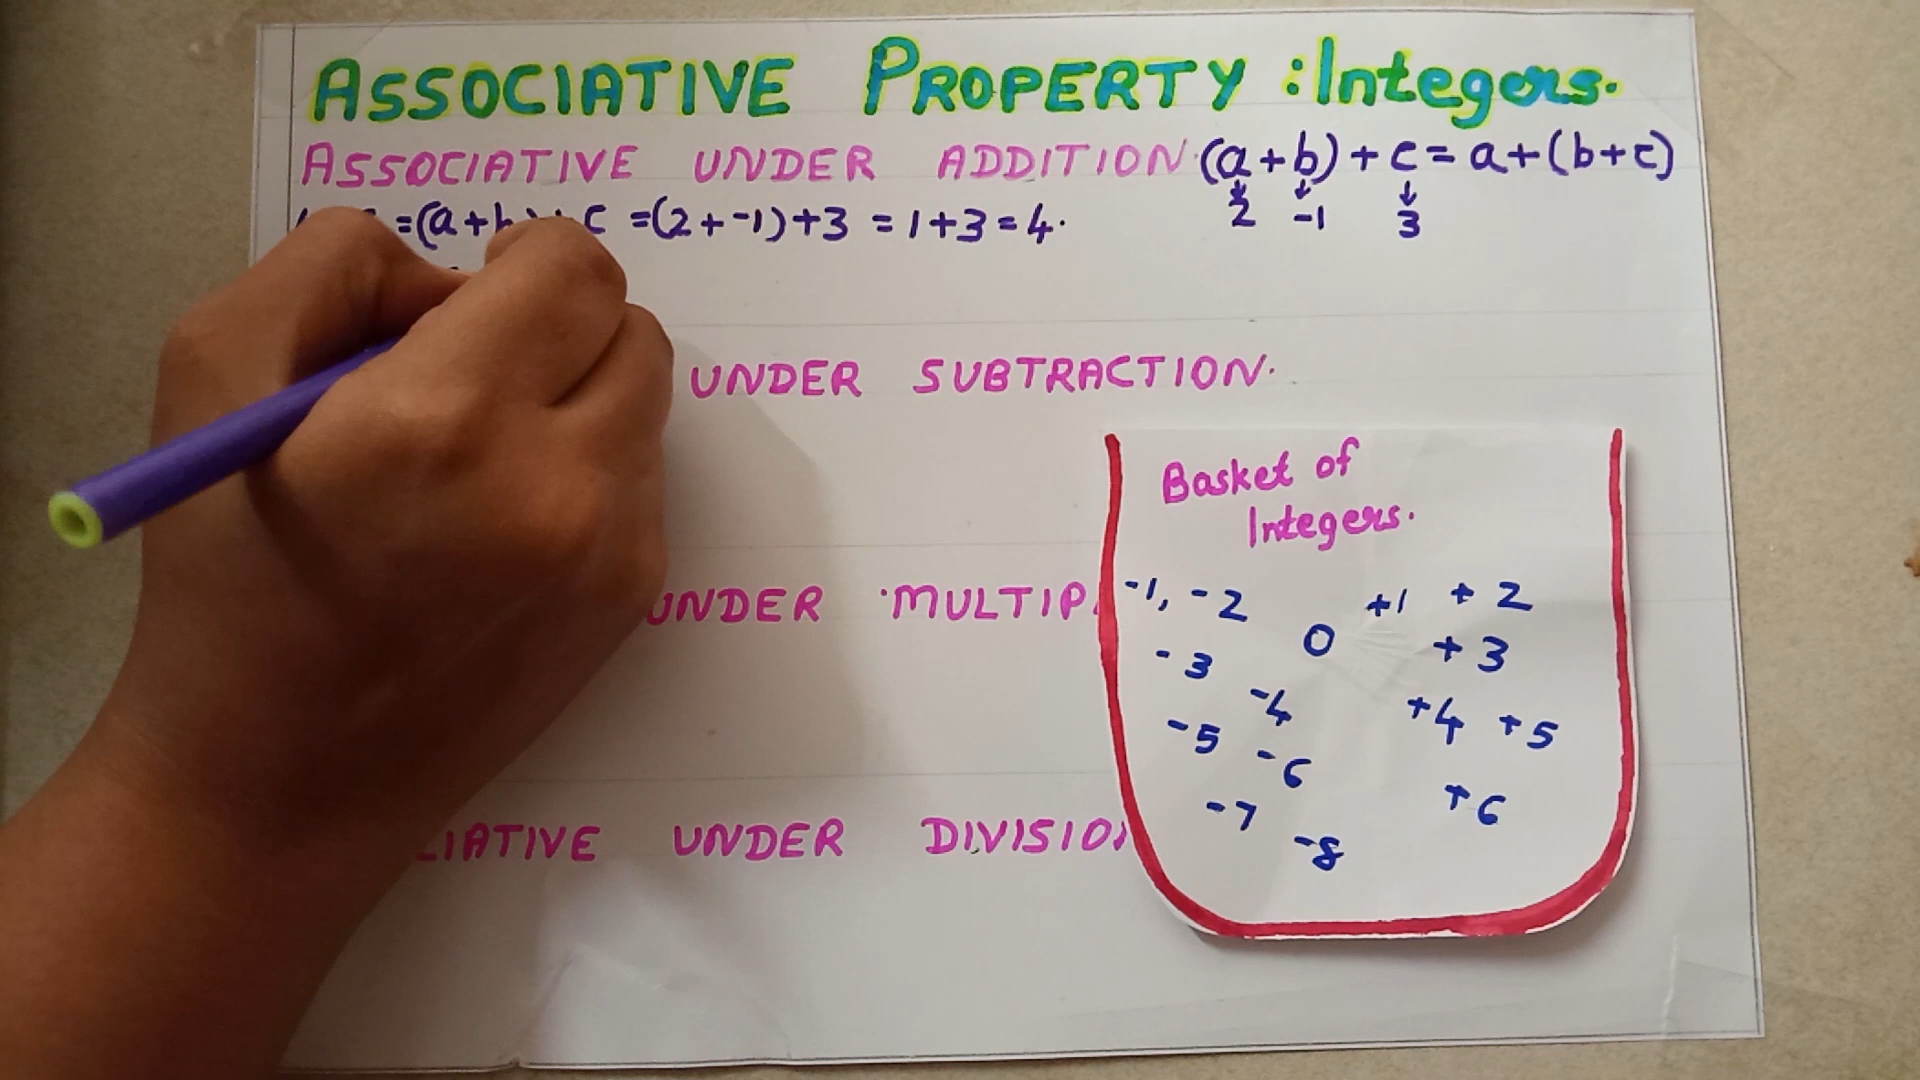 ASSOCIATIVE PROPERTY : Integers.
ASSOCIATIVE UNDER ADDITION. (a+b)+c = a+(b+c)
2 -1 3
=(a+b)+c =(2+-1)+3 = 1+3=4.
UNDER SUBTRACTION.
UNDER MULTIP
UNDER DIVISIO
Basket of
Integers.
-1, -2 +1 +2
0 +3
-3
-4 +4 +5
-5 -6
-7 +6
-8